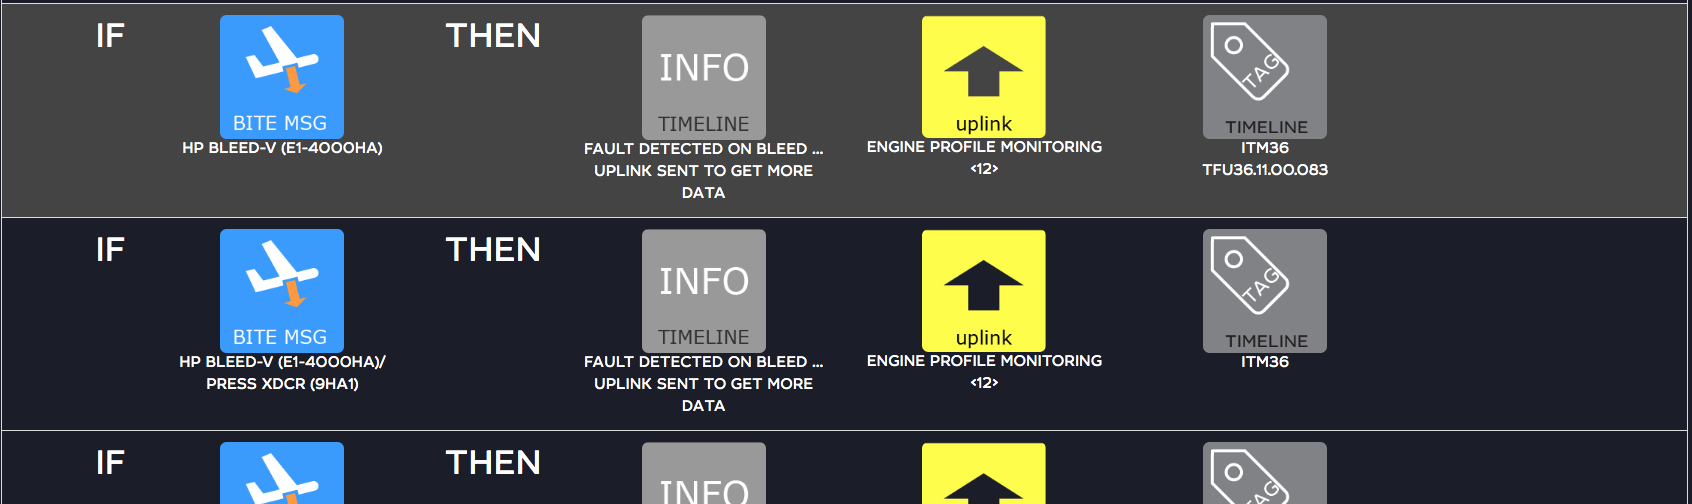 IF
BITE MSG
HP BLEED-V (E1-4000HA)
THEN
INFO
TIMELINE
FAULT DETECTED ON BLEED ...
UPLINK SENT TO GET MORE
DATA
uplink
ENGINE PROFILE MONITORING
<12>
TAG
TIMELINE
ITM36
TFU36.11.00.083
IF
BITE MSG
HP BLEED-V (E1-4000HA)/
PRESS XDCR (9HA1)
THEN
INFO
TIMELINE
FAULT DETECTED ON BLEED ...
UPLINK SENT TO GET MORE
DATA
uplink
ENGINE PROFILE MONITORING
<12>
TAG
TIMELINE
ITM36
IF
THEN
INFO